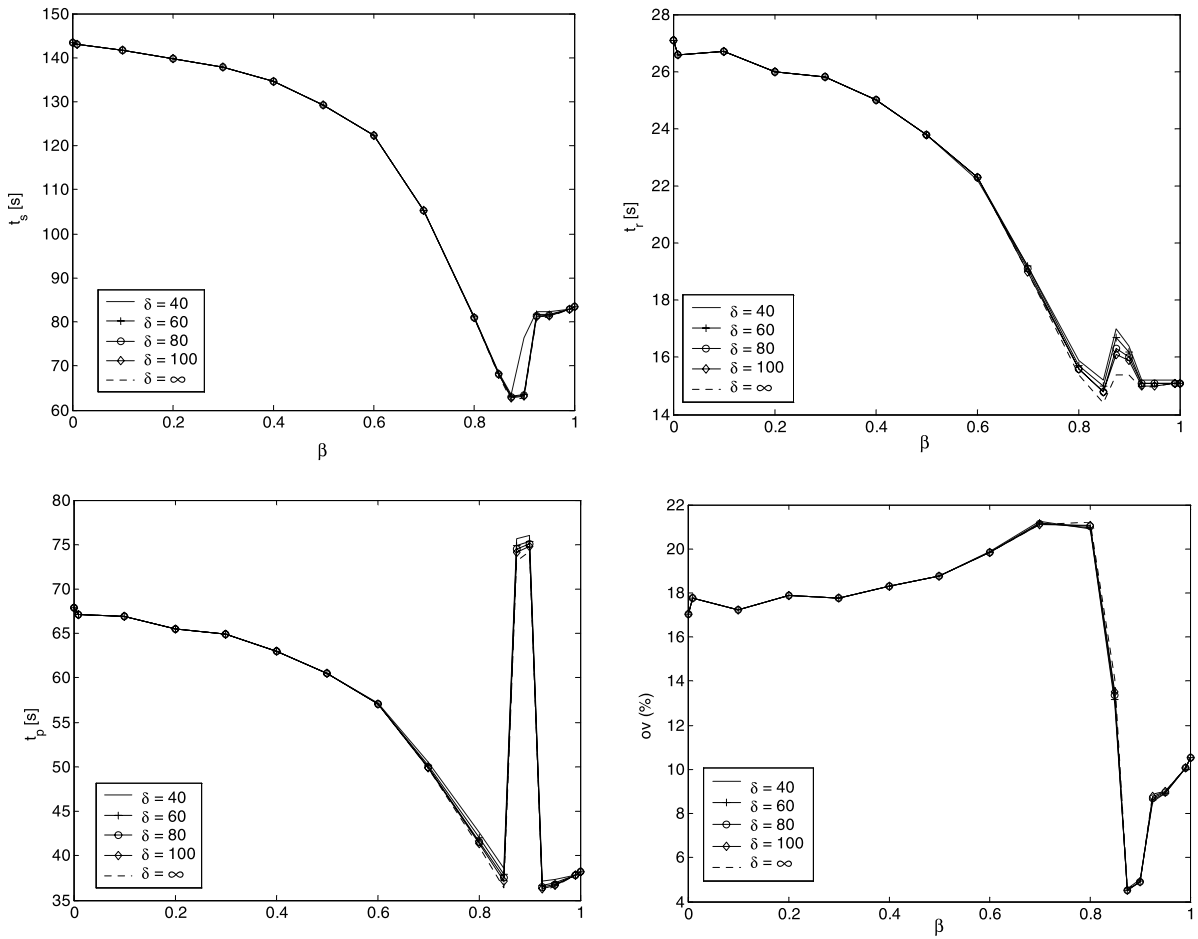 150
140
130
120
110
100
90
80
70
60
t_s [s]
δ = 40
δ = 60
δ = 80
δ = 100
δ = ∞
0 0.2 0.4 0.6 0.8 1
β
28
26
24
22
20
18
16
14
t_r [s]
δ = 40
δ = 60
δ = 80
δ = 100
δ = ∞
0 0.2 0.4 0.6 0.8 1
β
80
75
70
65
60
55
50
45
40
35
t_p [s]
δ = 40
δ = 60
δ = 80
δ = 100
δ = ∞
0 0.2 0.4 0.6 0.8 1
22
20
18
16
14
12
10
8
6
4
ov (%)
δ = 40
δ = 60
δ = 80
δ = 100
δ = ∞
0 0.2 0.4 0.6 0.8 1
β